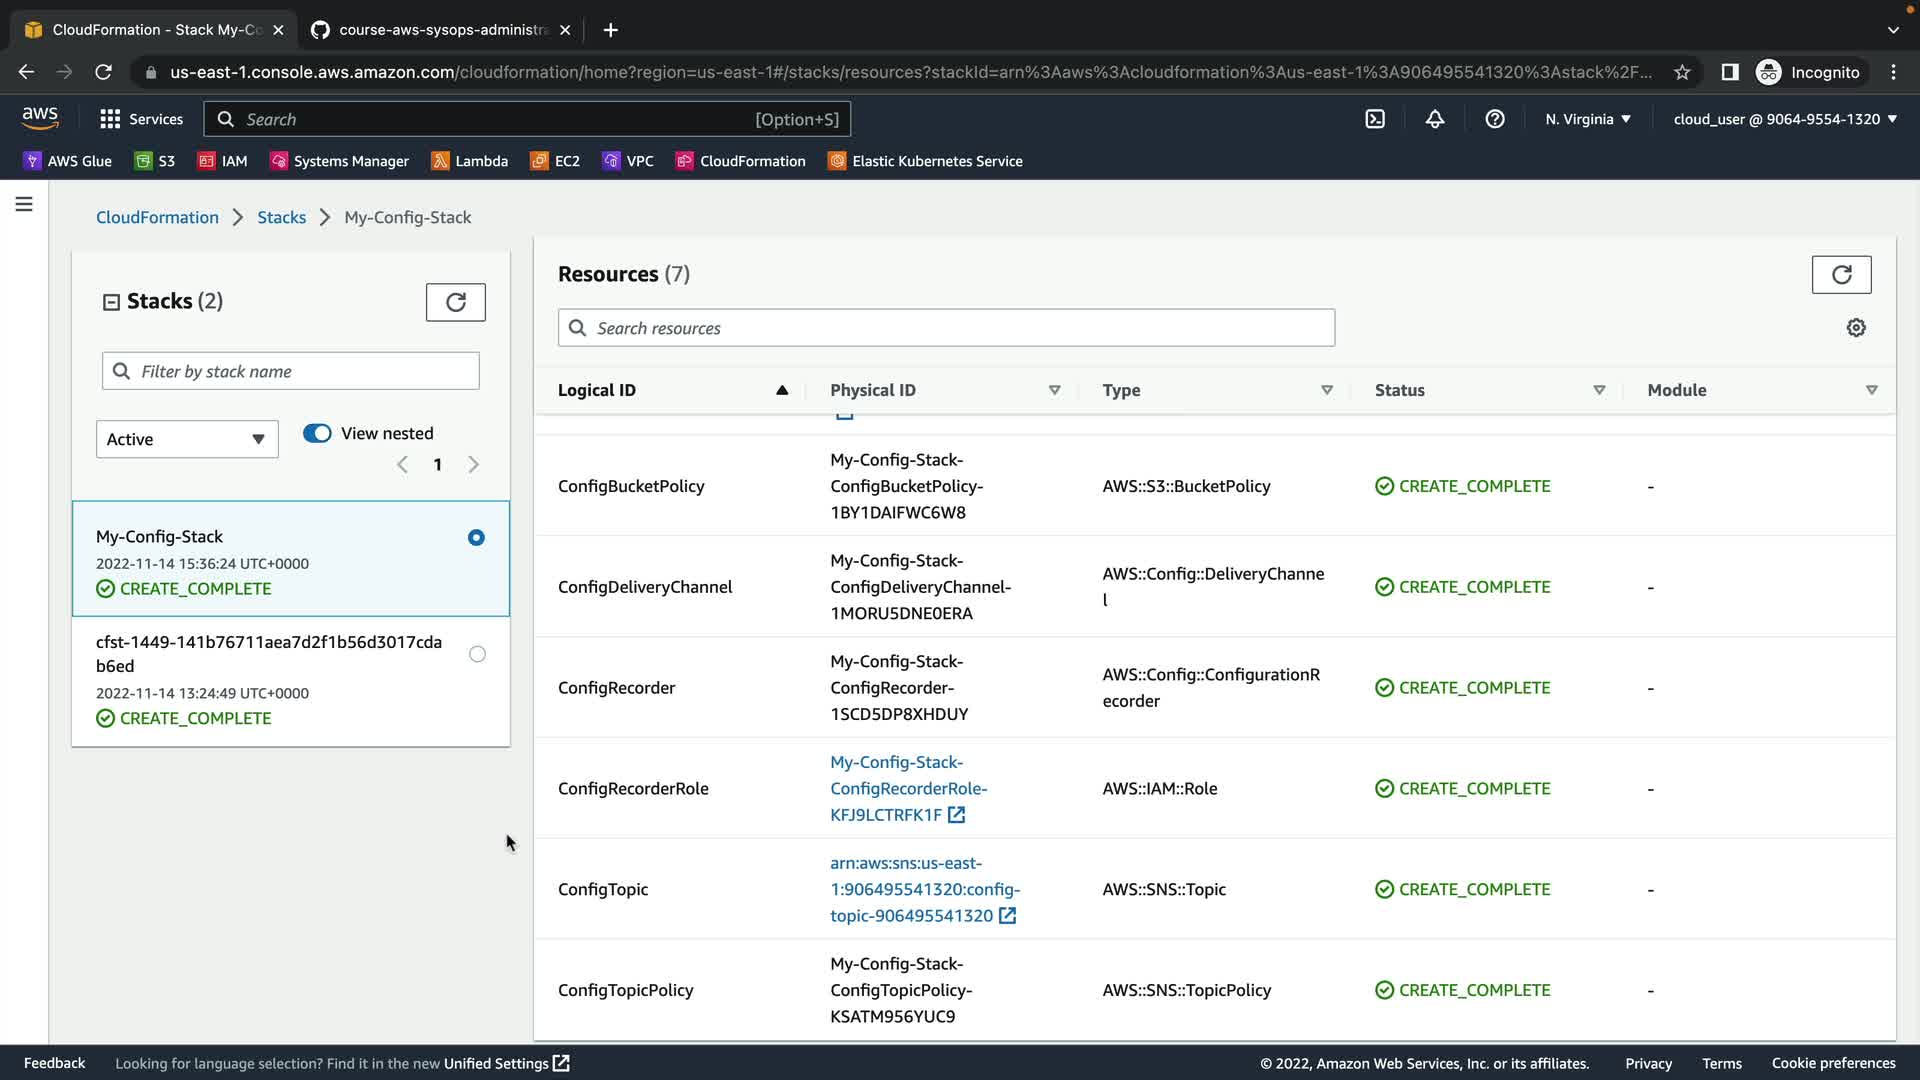 CloudFormation - Stack My-Co
course-aws-sysops-administra
us-east-1.console.aws.amazon.com/cloudformation/home?region=us-east-1#/stacks/resources?stackId=arn%3Aaws%3Acloudformation%3Aus-east-1%3A906495541320%3Astack%2F...
Incognito
aws
Services
Search
[Option+S]
N. Virginia
cloud_user @ 9064-9554-1320
AWS Glue
S3
IAM
Systems Manager
Lambda
EC2
VPC
CloudFormation
Elastic Kubernetes Service
CloudFormation
Stacks
My-Config-Stack
Stacks (2)
Filter by stack name
Active
View nested
1
My-Config-Stack
2022-11-14 15:36:24 UTC+0000
CREATE_COMPLETE
cfst-1449-141b76711aea7d2f1b56d3017cda
b6ed
2022-11-14 13:24:49 UTC+0000
CREATE_COMPLETE
Resources (7)
Search resources
Logical ID
Physical ID
Type
Status
Module
ConfigBucketPolicy
My-Config-Stack-
ConfigBucketPolicy-
1BY1DAIFWC6W8
AWS::S3::BucketPolicy
CREATE_COMPLETE
-
ConfigDeliveryChannel
My-Config-Stack-
ConfigDeliveryChannel-
1MORU5DNE0ERA
AWS::Config::DeliveryChanne
l
CREATE_COMPLETE
-
ConfigRecorder
My-Config-Stack-
ConfigRecorder-
1SCD5DP8XHDUY
AWS::Config::ConfigurationR
ecorder
CREATE_COMPLETE
-
ConfigRecorderRole
My-Config-Stack-
ConfigRecorderRole-
KFJ9LCTRFK1F
AWS::IAM::Role
CREATE_COMPLETE
-
ConfigTopic
arn:aws:sns:us-east-
1:906495541320:config-
topic-906495541320
AWS::SNS::Topic
CREATE_COMPLETE
-
ConfigTopicPolicy
My-Config-Stack-
ConfigTopicPolicy-
KSATM956YUC9
AWS::SNS::TopicPolicy
CREATE_COMPLETE
-
Feedback
Looking for language selection? Find it in the new Unified Settings
© 2022, Amazon Web Services, Inc. or its affiliates.
Privacy
Terms
Cookie preferences